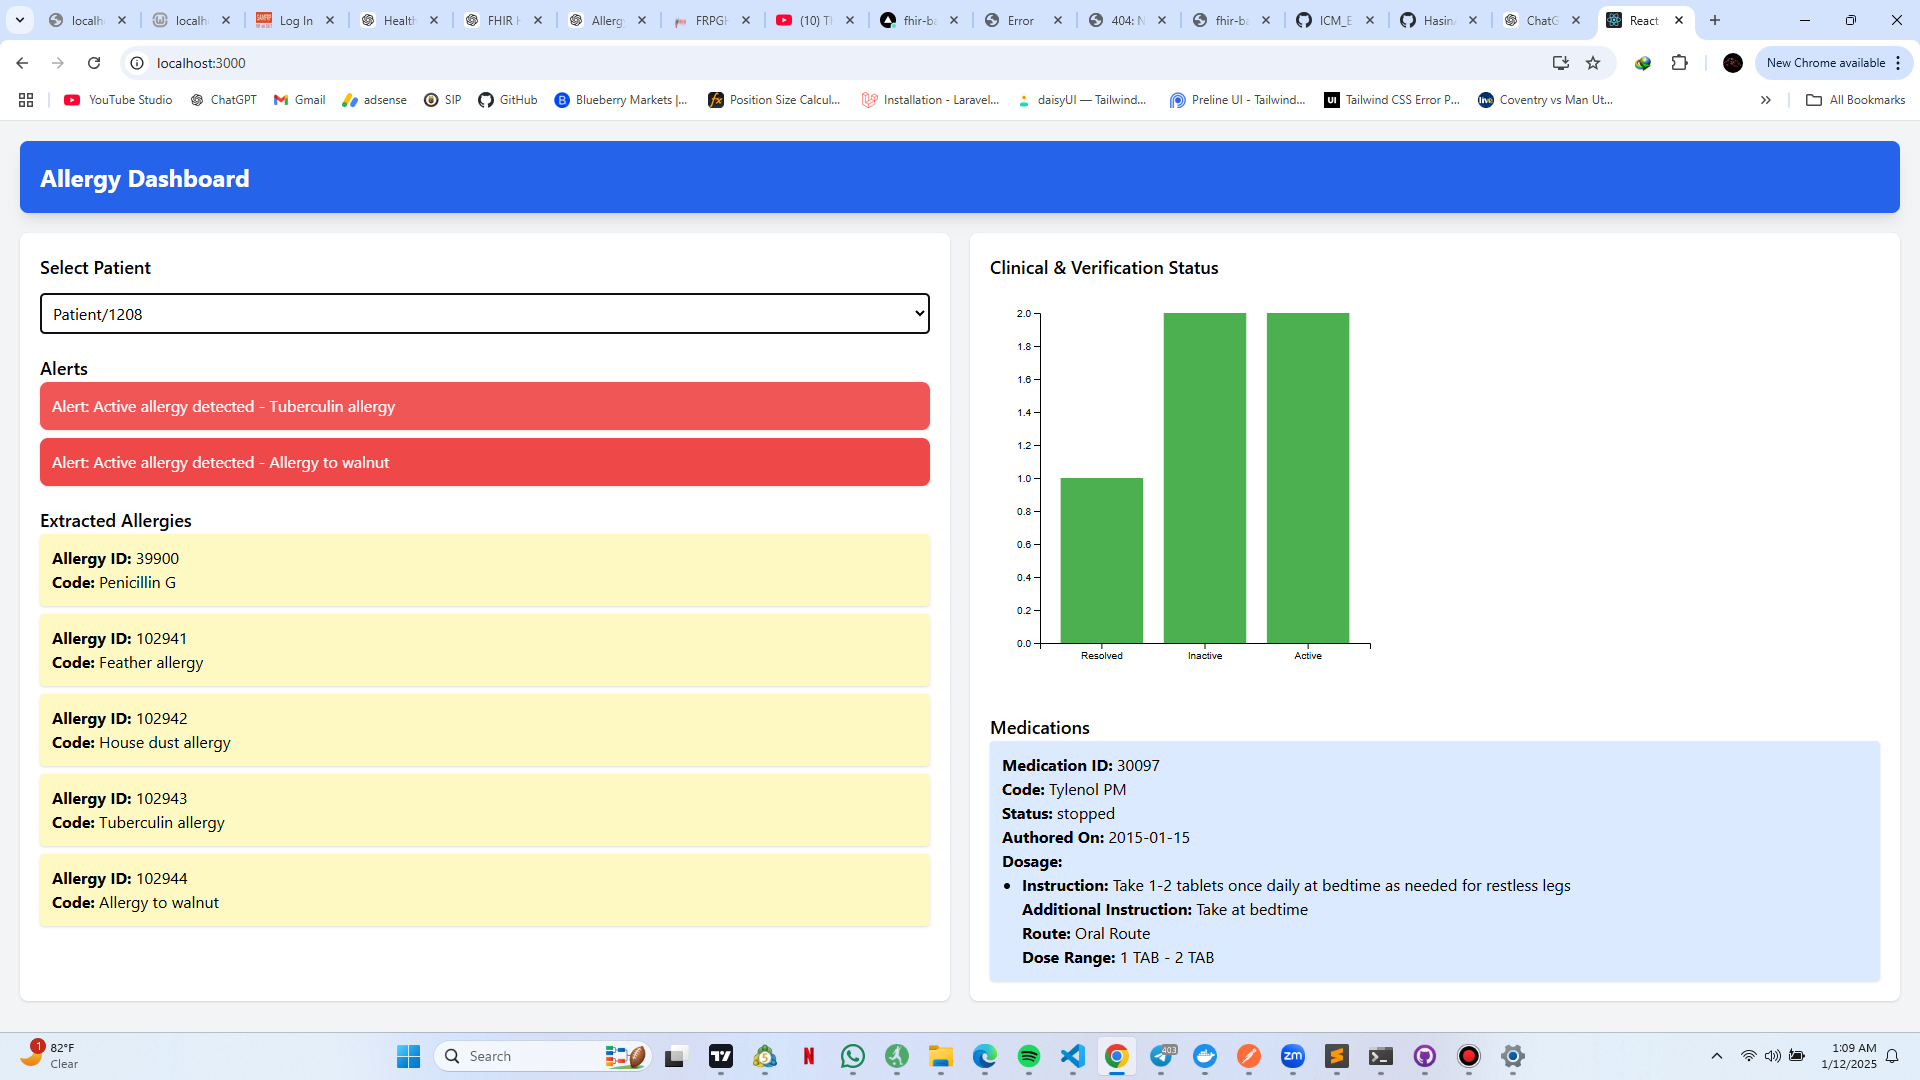 localh
localh
Log In
Health
FHIR
Allergy
FRPGH
(10) Th
fhir-ba
Error
404: N
fhir-ba
ICM_E
Hasin
ChatG
React
localhost:3000
New Chrome available
YouTube Studio
ChatGPT
Gmail
adsense
SIP
GitHub
Blueberry Markets |...
Position Size Calcul...
Installation - Laravel...
daisyUI — Tailwind...
Preline UI - Tailwind...
Tailwind CSS Error P...
Coventry vs Man Ut...
All Bookmarks
Allergy Dashboard
Select Patient
Patient/1208
Alerts
Alert: Active allergy detected - Tuberculin allergy
Alert: Active allergy detected - Allergy to walnut
Extracted Allergies
Allergy ID: 39900
Code: Penicillin G
Allergy ID: 102941
Code: Feather allergy
Allergy ID: 102942
Code: House dust allergy
Allergy ID: 102943
Code: Tuberculin allergy
Allergy ID: 102944
Code: Allergy to walnut
Clinical & Verification Status
2.0
1.8
1.6
1.4
1.2
1.0
0.8
0.6
0.4
0.2
0.0
Resolved
Inactive
Active
Medications
Medication ID: 30097
Code: Tylenol PM
Status: stopped
Authored On: 2015-01-15
Dosage:
• Instruction: Take 1-2 tablets once daily at bedtime as needed for restless legs
Additional Instruction: Take at bedtime
Route: Oral Route
Dose Range: 1 TAB - 2 TAB
1
82°F
Clear
Search
403
zm
1:09 AM
1/12/2025